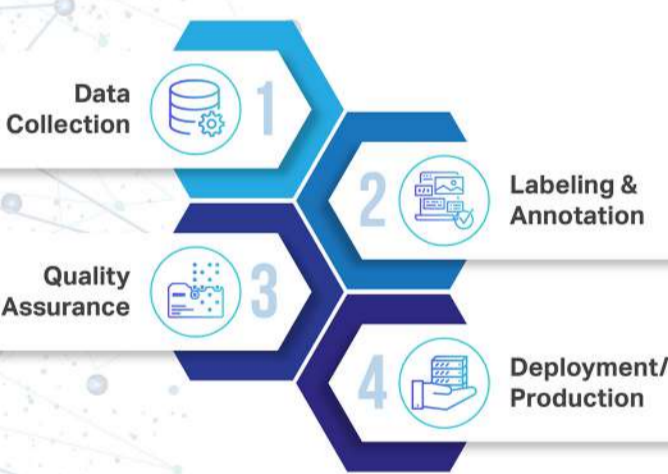 Data
Collection
1
2
Labeling &
Annotation
Quality
Assurance
3
4
Deployment/
Production